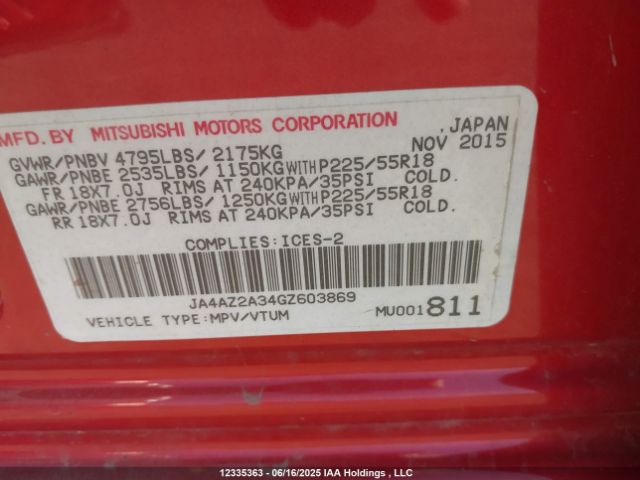 MFD. BY MITSUBISHI MOTORS CORPORATION , JAPAN
GVWR/PNBV 4795LBS/ 2175KG NOV 2015
GAWR/PNBE 2535LBS/ 1150KG WITH P225/55R18
FR 18X7.0J RIMS AT 240KPA/35PSI COLD.
GAWR/PNBE 2756LBS/ 1250KG WITH P225/55R18
RR 18X7.0J RIMS AT 240KPA/35PSI COLD.
COMPLIES:ICES-2
JA4AZ2A34GZ603869
VEHICLE TYPE:MPV/VTUM MU001811
12335363 - 06/16/2025 IAA Holdings , LLC